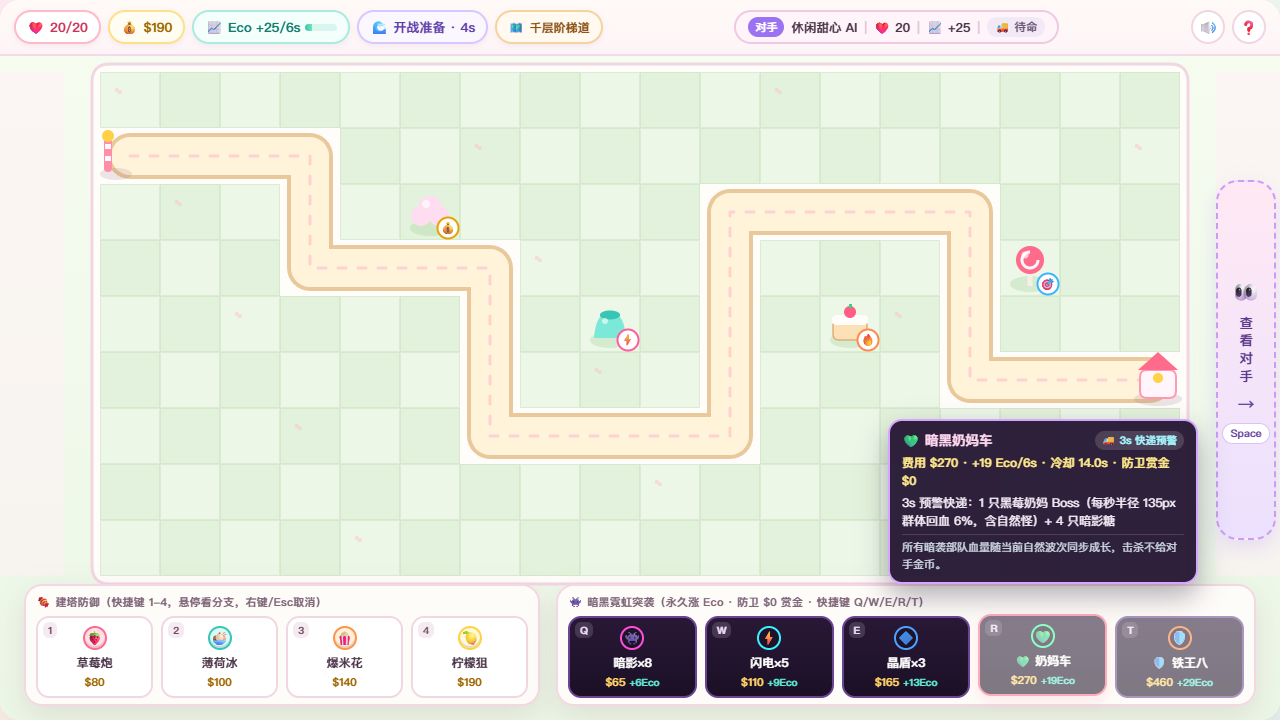 20/20
$190
Eco +25/6s
开战准备 · 4s
千层阶梯道
对手 休闲甜心 AI | 20 | +25 | 待命
查看对手 →
Space
暗黑奶妈车
3s 快递预警
费用 $270 · +19 Eco/6s · 冷却 14.0s · 防卫赏金
$0
3s 预警快递：1 只黑莓奶妈 Boss（每秒半径 135px
群体回血 6%，含自然怪）+ 4 只暗影糖
所有暗袭部队血量随当前自然波次同步成长，击杀不给对
手金币。
建塔防御（快捷键 1–4，悬停看分支，右键/Esc取消）
1
草莓炮
$80
2
薄荷冰
$100
3
爆米花
$140
4
柠檬狙
$190
暗黑霓虹突袭（永久涨 Eco · 防卫 $0 赏金 · 快捷键 Q/W/E/R/T）
Q
暗影x8
$65 +6Eco
W
闪电x5
$110 +9Eco
E
晶盾x3
$165 +13Eco
R
奶妈车
$270 +19Eco
T
铁王八
$460 +29Eco